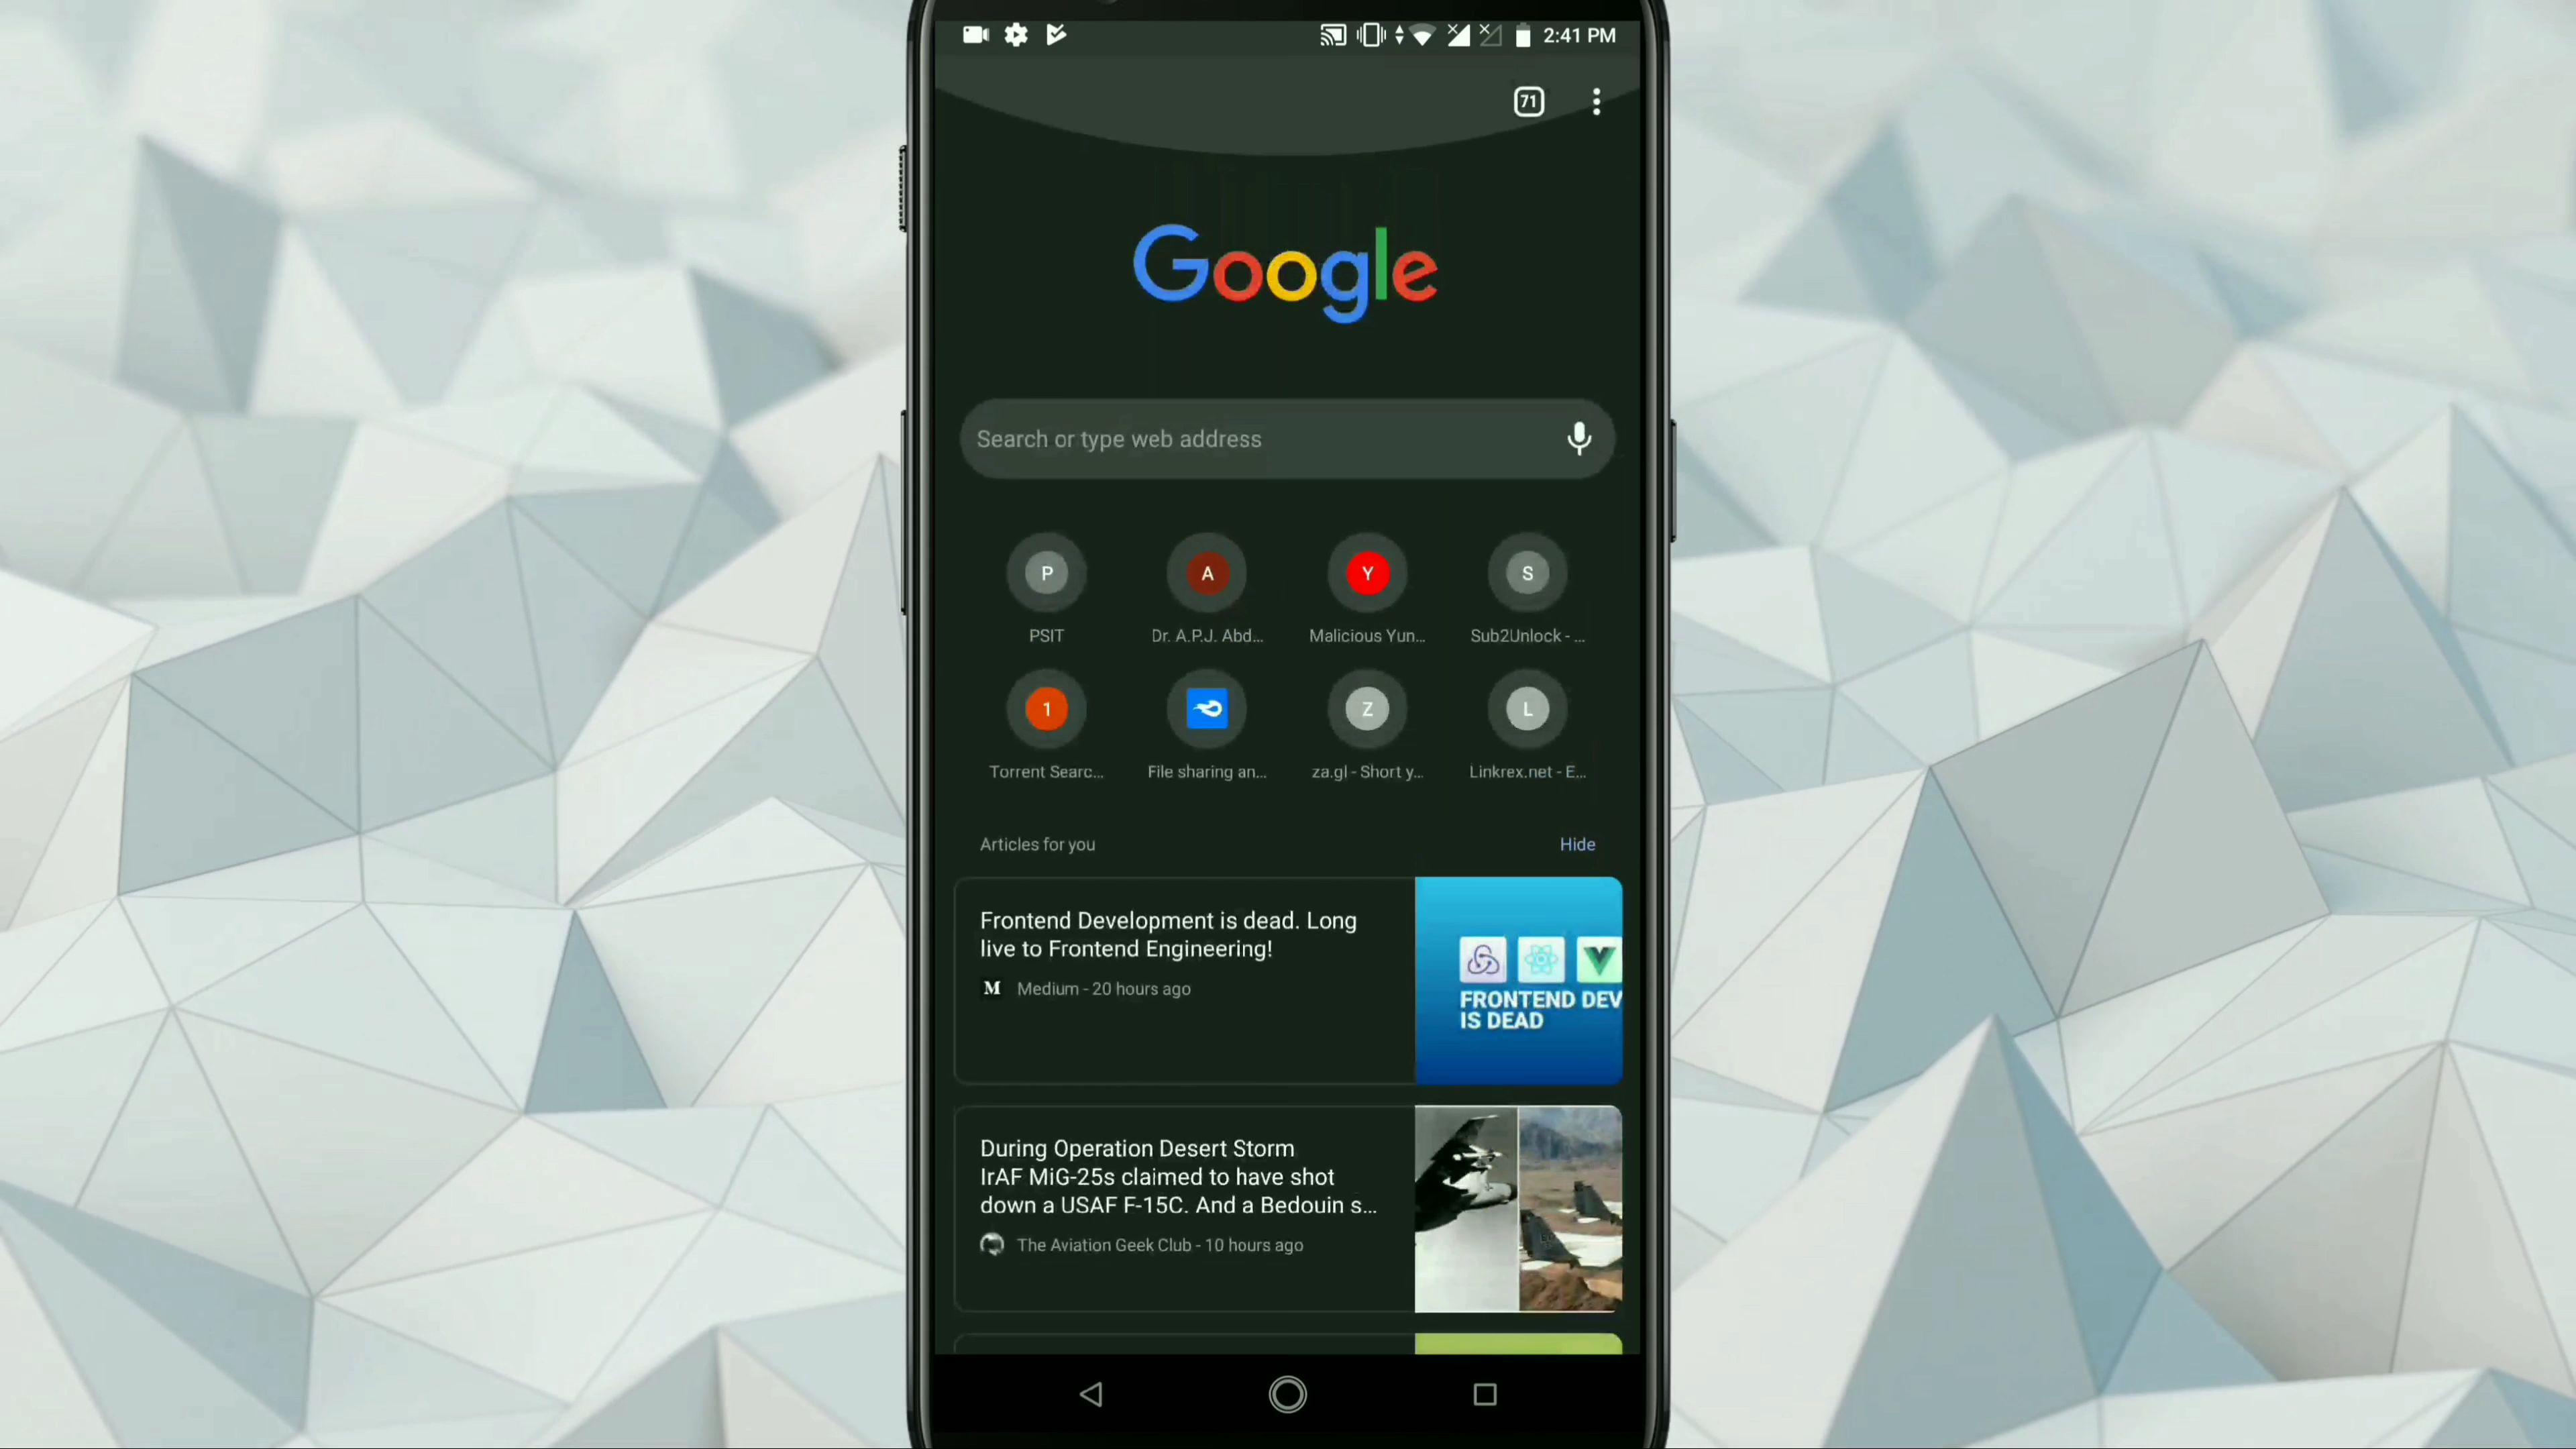 2:41 PM
71
Google
Search or type web address
P
A
Y
S
PSIT
Dr. A.P.J. Abd...
Malicious Yun...
Sub2Unlock - ...
1
Z
L
Torrent Searc...
File sharing an...
za.gl - Short y...
Linkrex.net - E...
Articles for you
Hide
Frontend Development is dead. Long
live to Frontend Engineering!
M Medium - 20 hours ago
FRONTEND DEV
IS DEAD
During Operation Desert Storm
IrAF MiG-25s claimed to have shot
down a USAF F-15C. And a Bedouin s...
The Aviation Geek Club - 10 hours ago